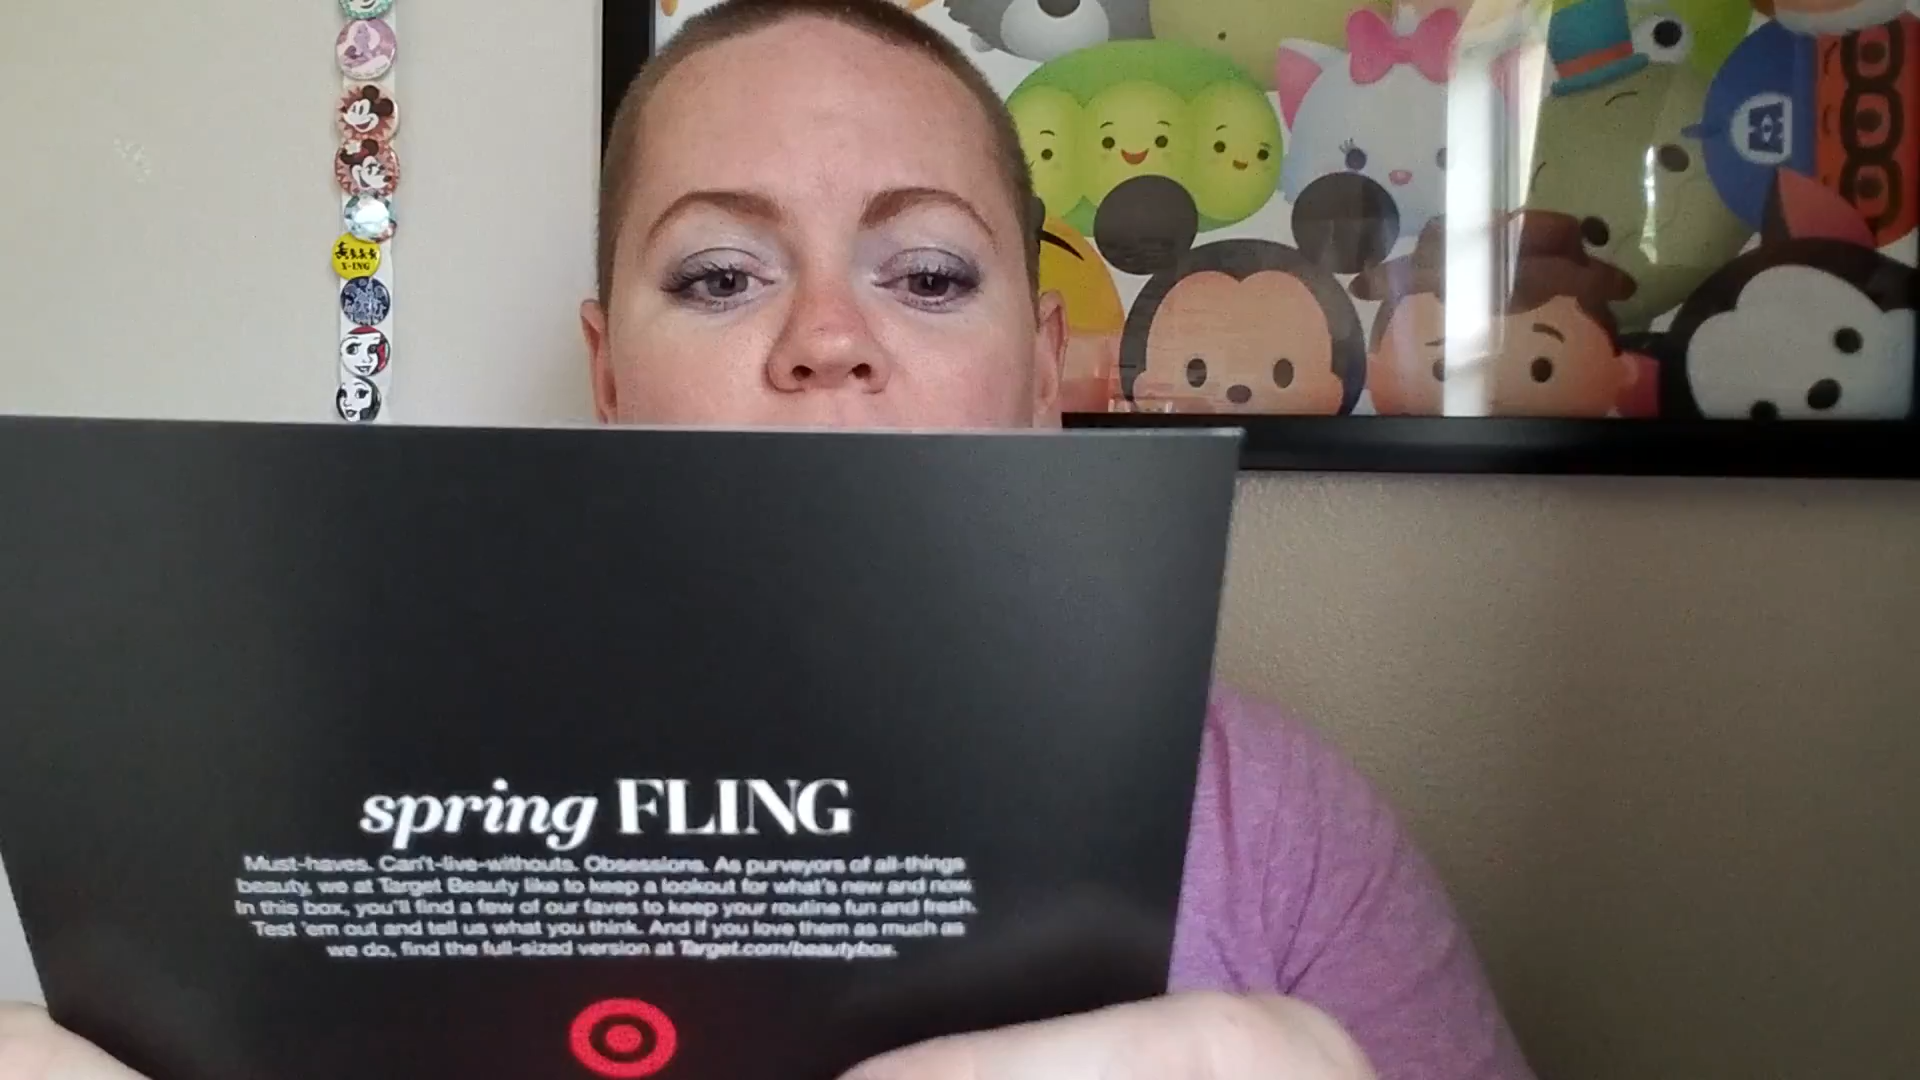 X-ING
spring FLING
Must-haves. Can't-live-withouts. Obsessions. As purveyors of all-things
beauty, we at Target Beauty like to keep a lookout for what's new and now.
In this box, you'll find a few of our faves to keep your routine fun and fresh.
Test 'em out and tell us what you think. And if you love them as much as
we do, find the full-sized version at Target.com/beautybox.